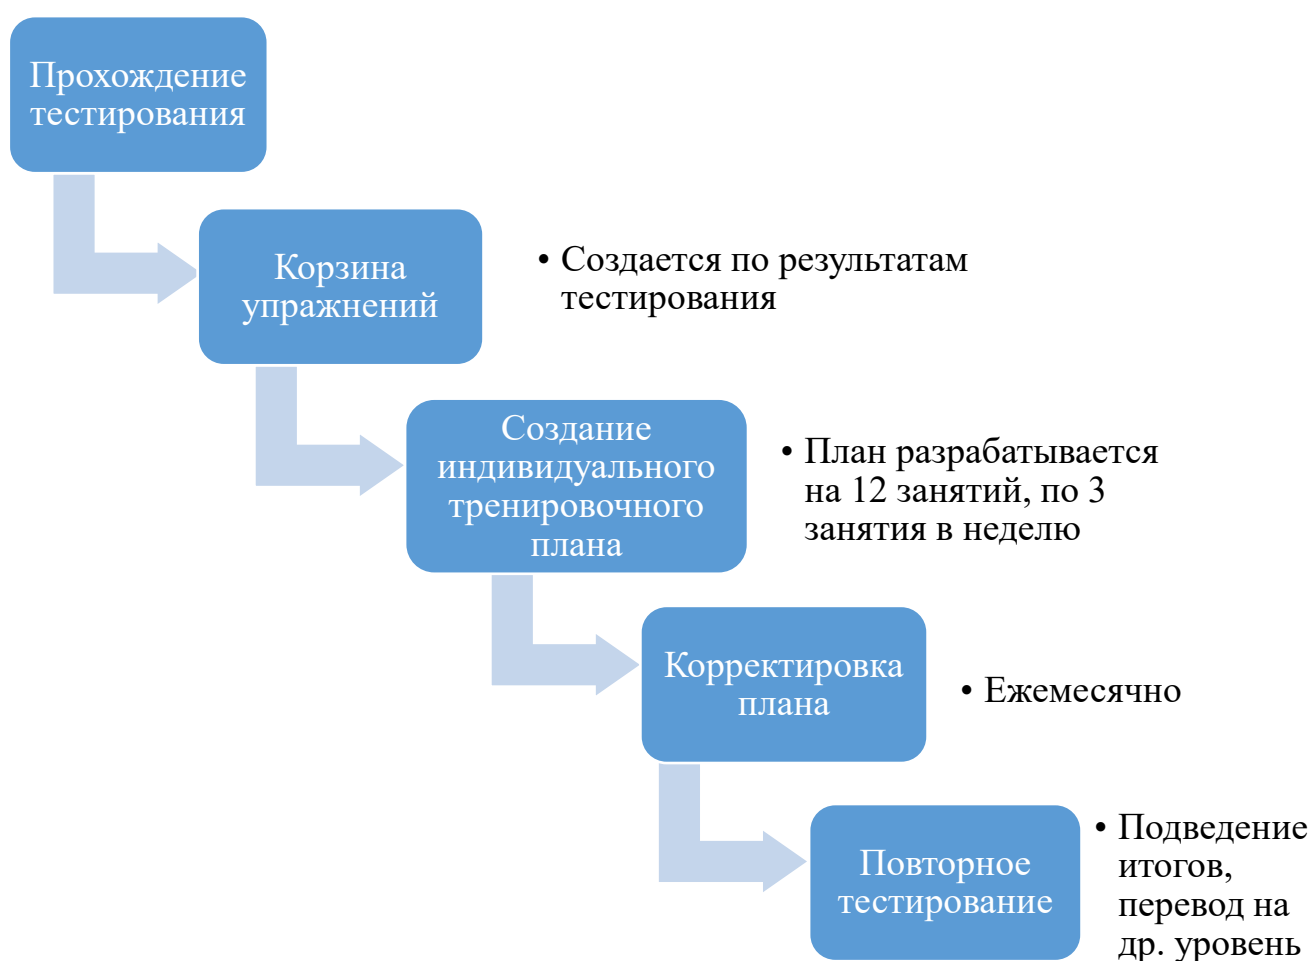 Прохождение
тестирования
Корзина
упражнений
• Создается по результатам
тестирования
Создание
индивидуального
тренировочного
плана
• План разрабатывается
на 12 занятий, по 3
занятия в неделю
Корректировка
плана
• Ежемесячно
Повторное
тестирование
• Подведение
итогов,
перевод на
др. уровень